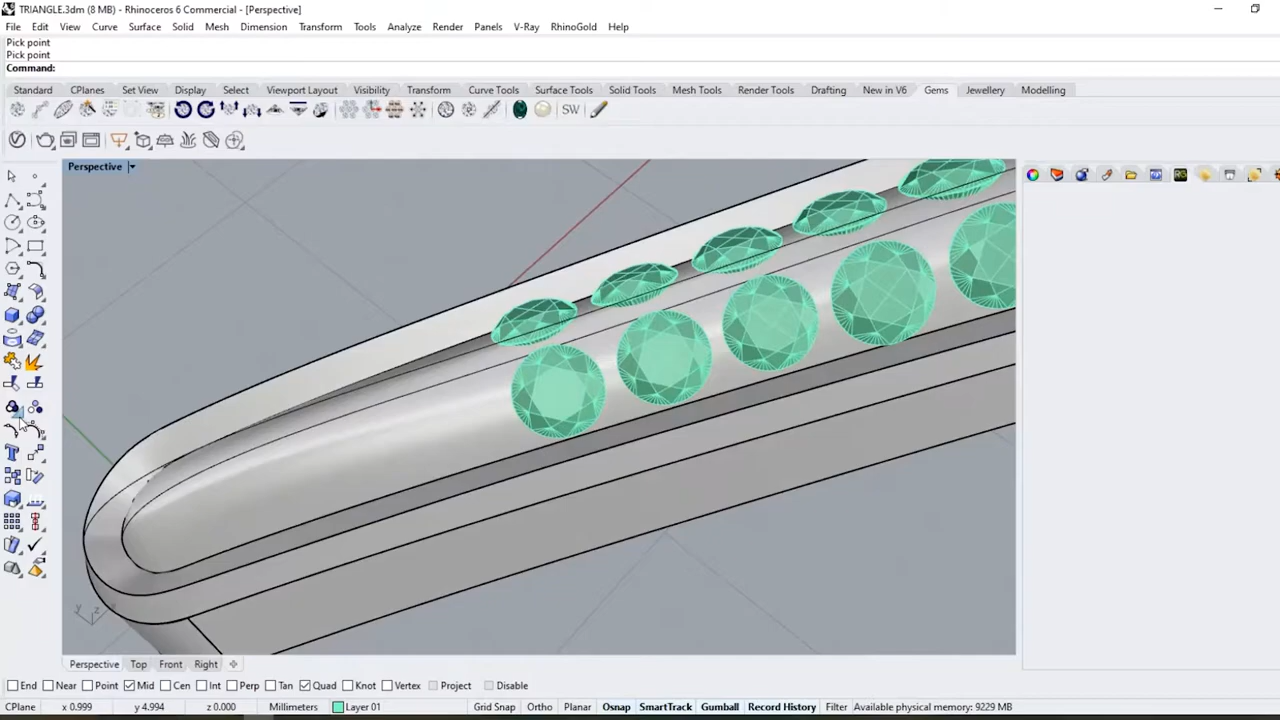 TRIANGLE.3dm (8 MB) - Rhinoceros 6 Commercial - [Perspective]
File Edit View Curve Surface Solid Mesh Dimension Transform Tools Analyze Render Panels V-Ray RhinoGold Help
Pick point
Pick point
Command:
Standard CPlanes Set View Display Select Viewport Layout Visibility Transform Curve Tools Surface Tools Solid Tools Mesh Tools Render Tools Drafting New in V6 Gems Jewellery Modelling
SW
Perspective
y z x
Perspective Top Front Right
End Near Point Mid Cen Int Perp Tan Quad Knot Vertex Project Disable
CPlane x 0.999 y 4.994 z 0.000 Millimeters Layer 01 Grid Snap Ortho Planar Osnap SmartTrack Gumball Record History Filter Available physical memory: 9229 MB